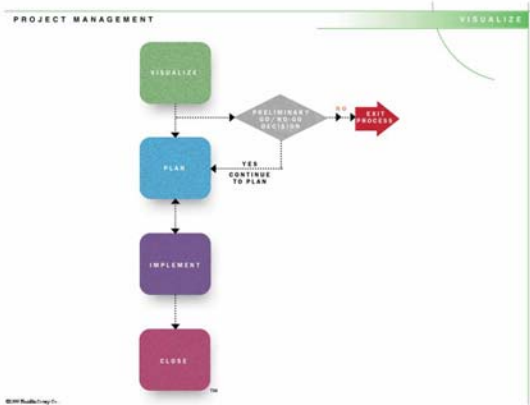 PROJECT MANAGEMENT
VISUALIZE
VISUALIZE
PRELIMINARY
GO/NO-GO
DECISION
NO
EXIT
PROCESS
PLAN
YES
CONTINUE
TO PLAN
IMPLEMENT
CLOSE
TM